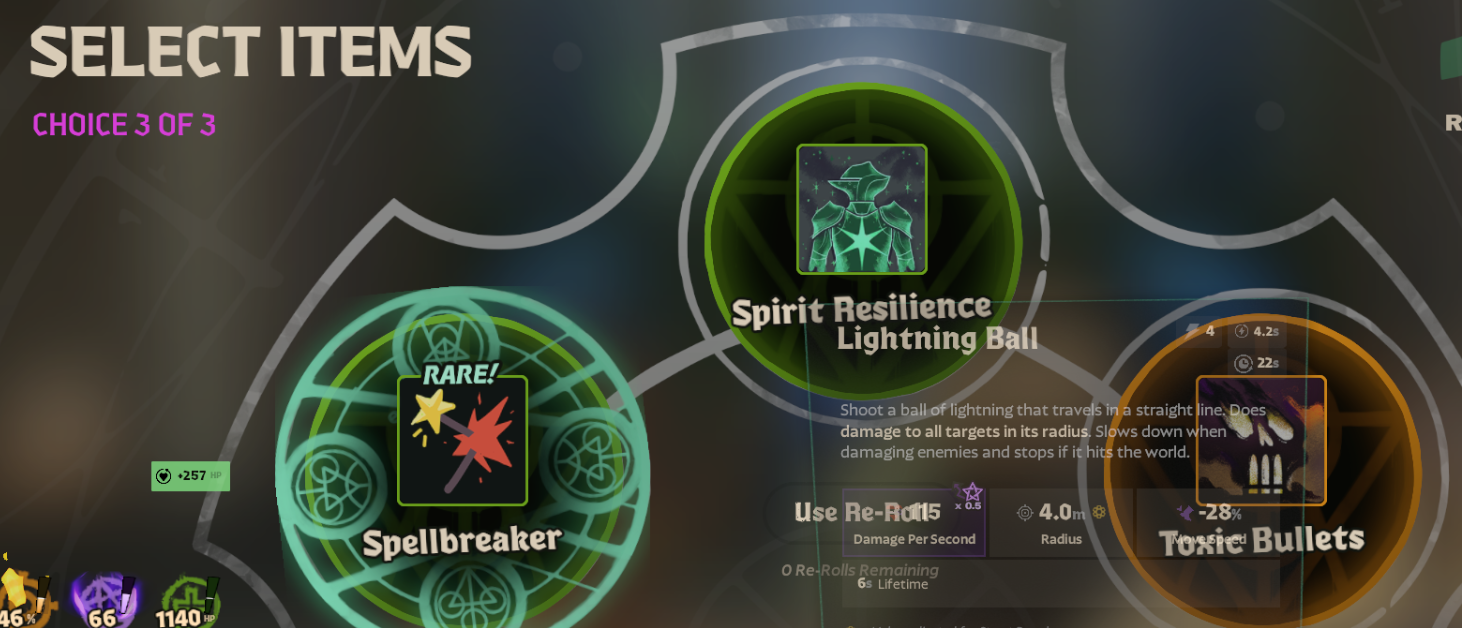 SELECT ITEMS
CHOICE 3 OF 3
Spirit Resilience
Lightning Ball
4
4.2s
22s
RARE!
Shoot a ball of lightning that travels in a straight line. Does
damage to all targets in its radius. Slows down when
damaging enemies and stops if it hits the world.
+257 HP
Use Re-Roll
115
x 0.5
4.0m
-28%
Spellbreaker
Damage Per Second
Radius
Move Speed
Toxic Bullets
0 Re-Rolls Remaining
6s Lifetime
46%
66
1140 HP